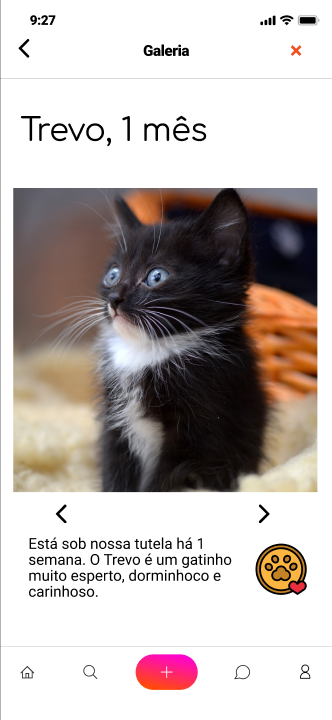 9:27
Galeria
Trevo, 1 mês
Está sob nossa tutela há 1
semana. O Trevo é um gatinho
muito esperto, dorminhoco e
carinhoso.